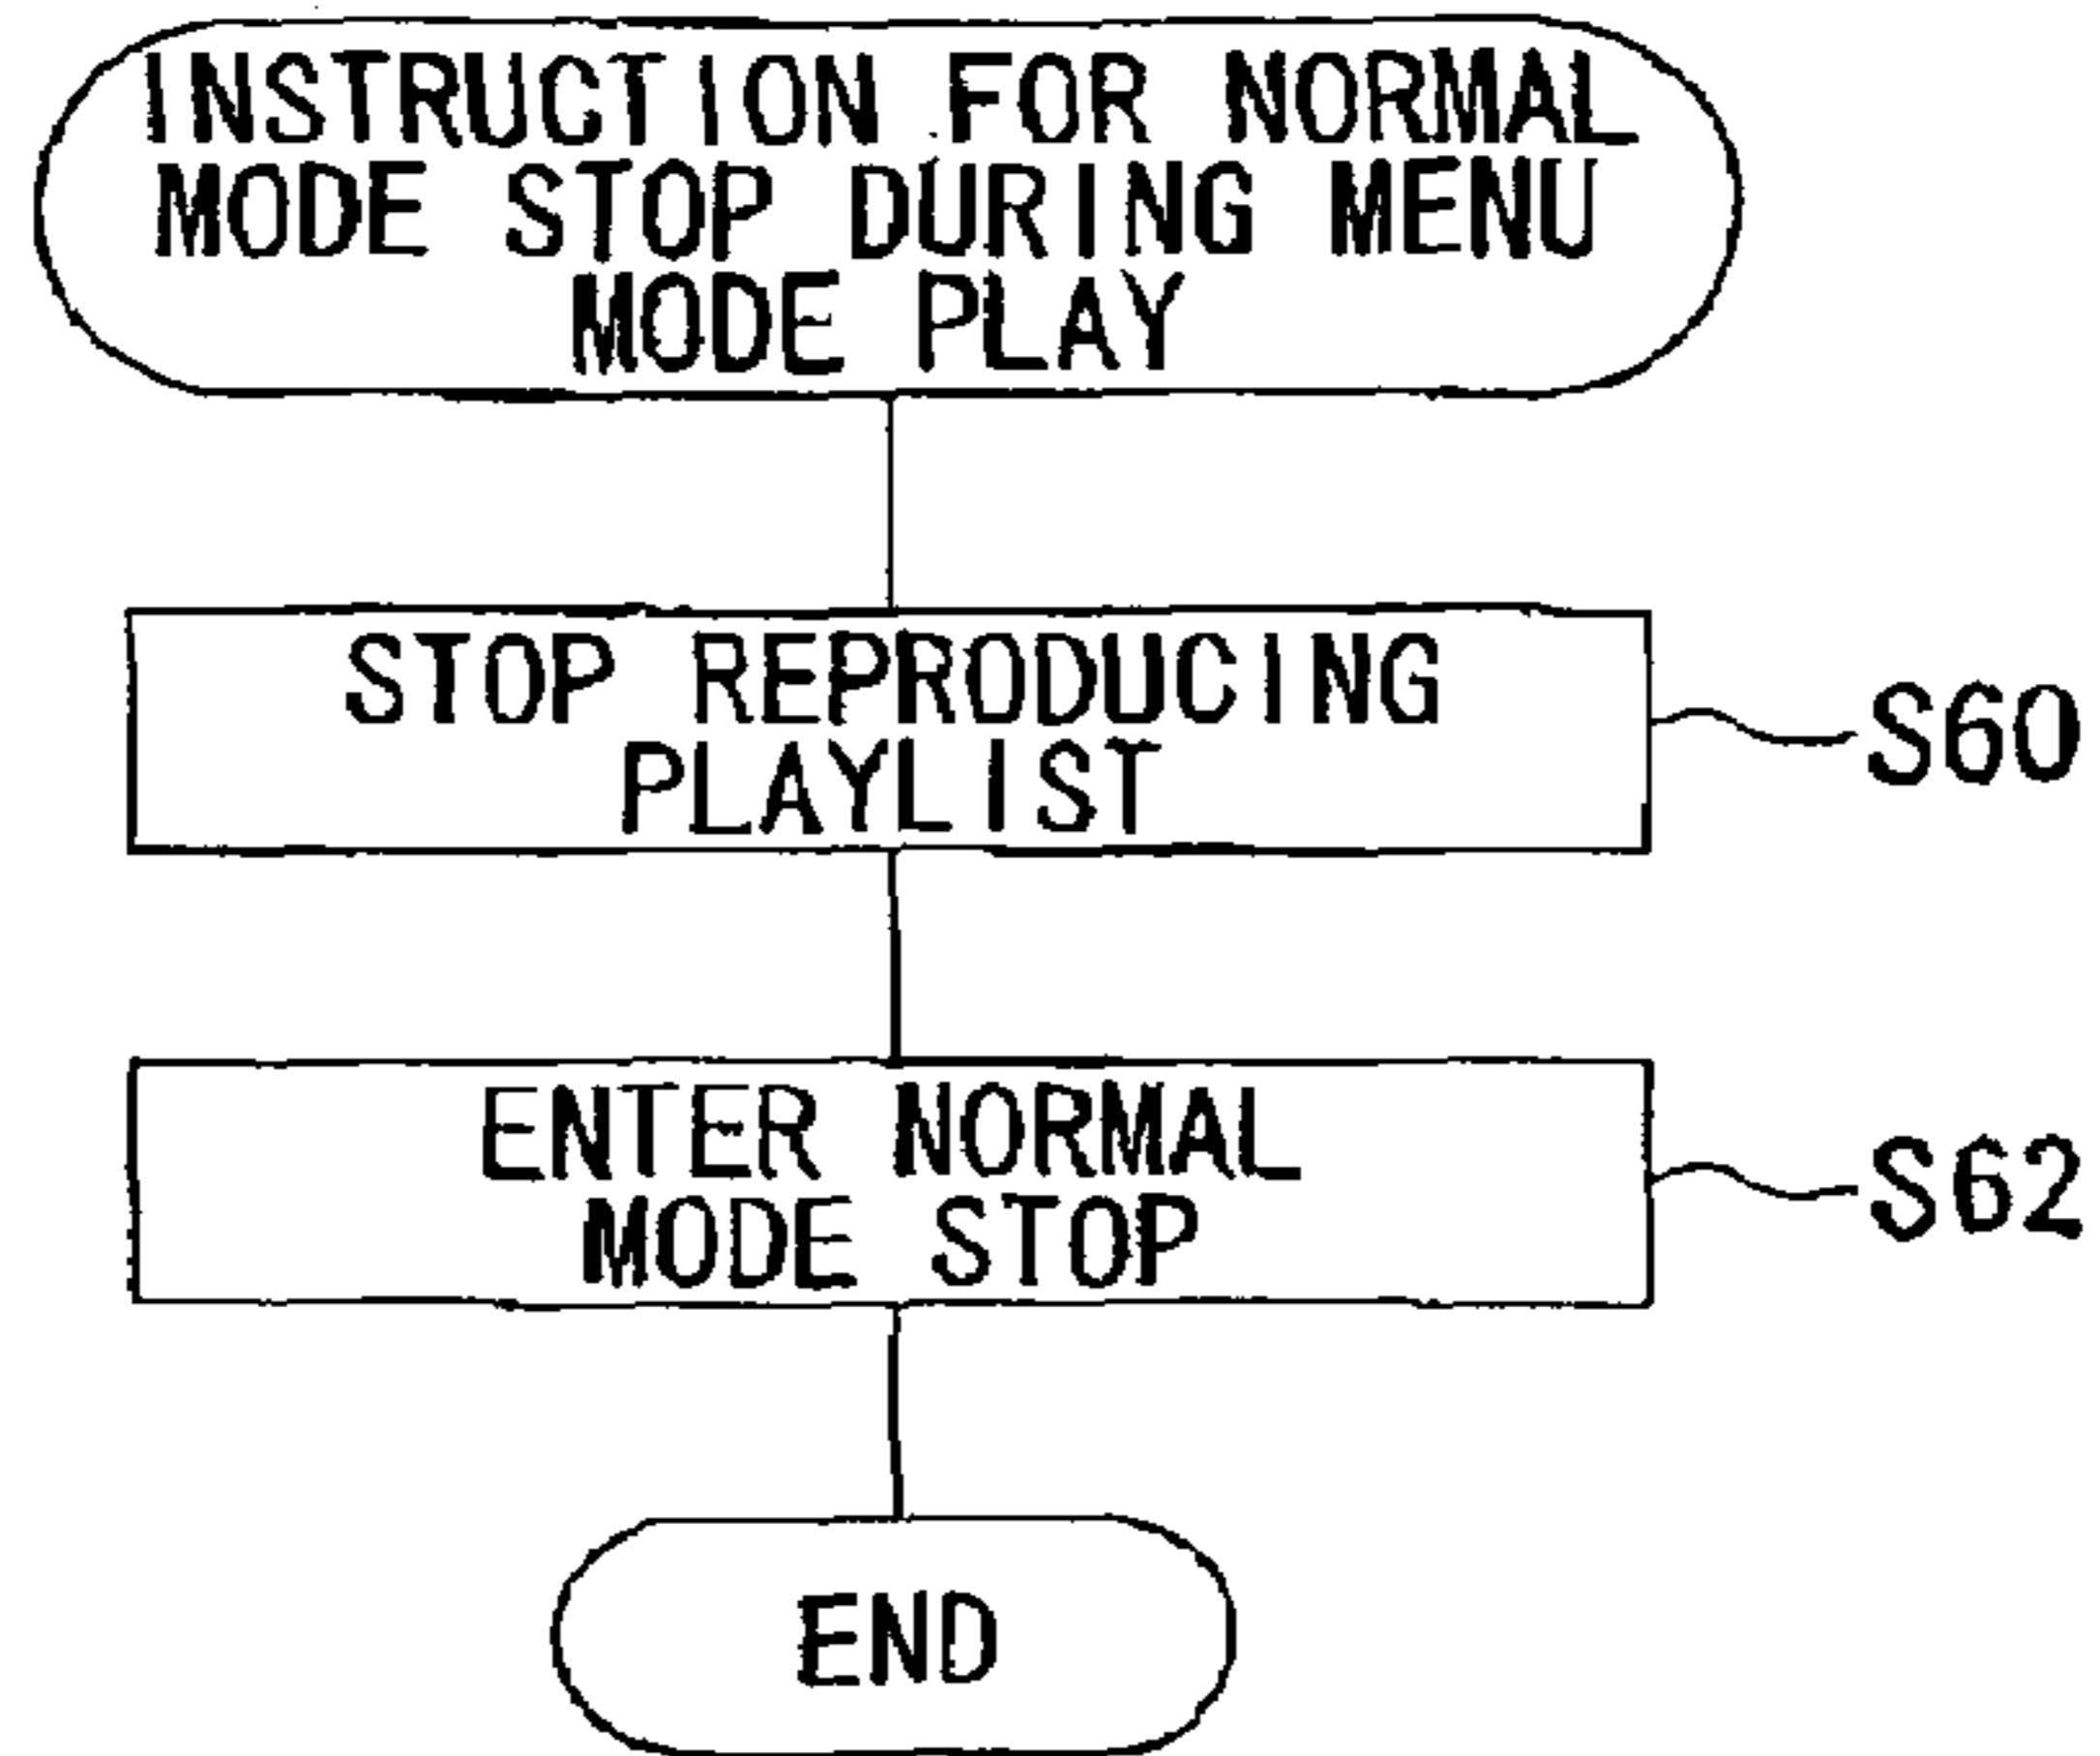 INSTRUCTION FOR NORMAL
MODE STOP DURING MENU
MODE PLAY
STOP REPRODUCING
PLAYLIST
S60
ENTER NORMAL
MODE STOP
S62
END